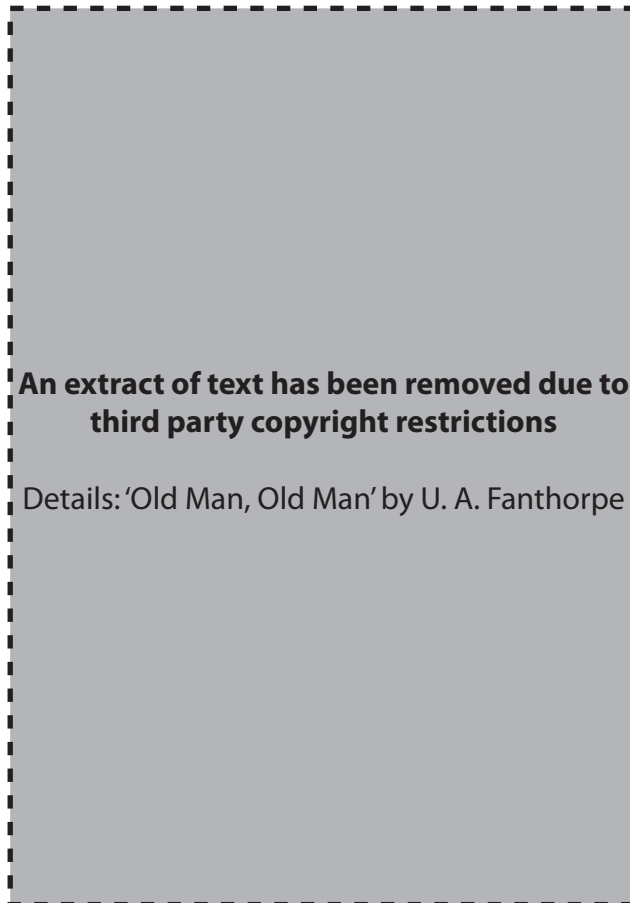 An extract of text has been removed due to
third party copyright restrictions
Details: ‘Old Man, Old Man’ by U. A. Fanthorpe